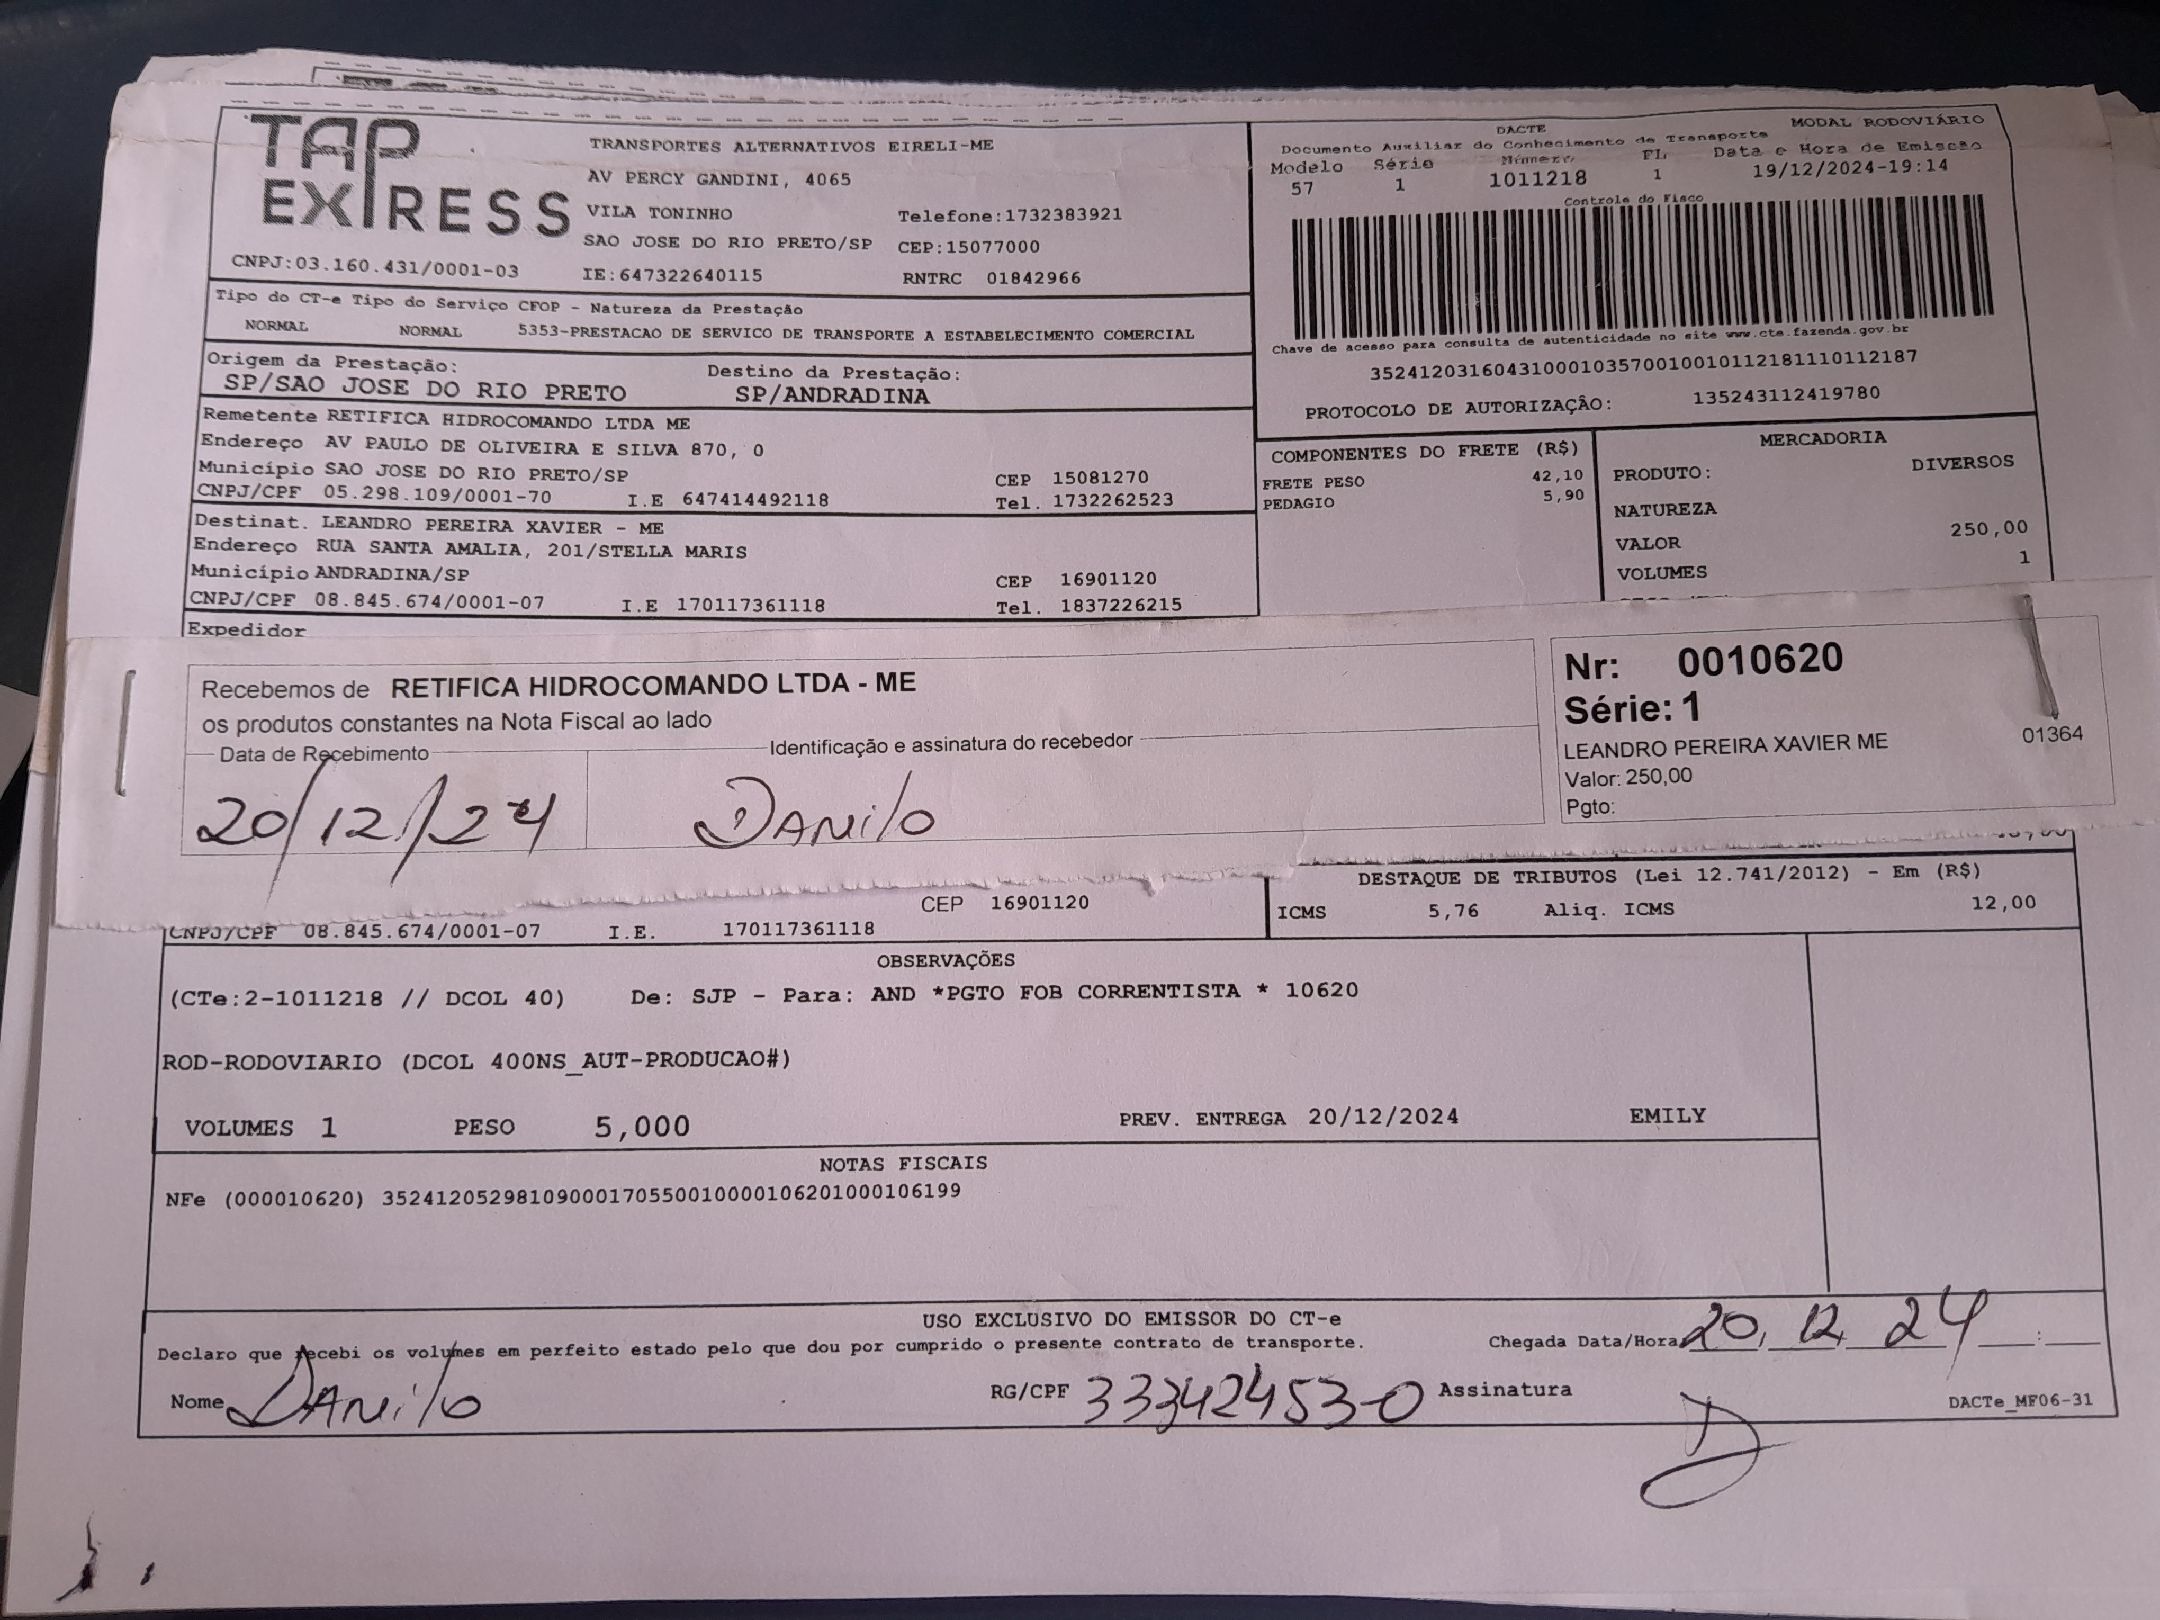 TAP EXPRESS
TRANSPORTES ALTERNATIVOS EIRELI-ME
AV PERCY GANDINI, 4065
VILA TONINHO Telefone:1732383921
SAO JOSE DO RIO PRETO/SP CEP:15077000
CNPJ:03.160.431/0001-03 IE:647322640115 RNTRC 01842966
DACTE MODAL RODOVIÁRIO
Documento Auxiliar do Conhecimento de Transporte
Modelo Série Número FL Data e Hora de Emissão
57 1 1011218 1 19/12/2024-19:14
Controle do Fisco
Chave de acesso para consulta de autenticidade no site www.cte.fazenda.gov.br
35241203160431000103570010010112181110112187
PROTOCOLO DE AUTORIZAÇÃO: 135243112419780
Tipo do CT-e Tipo do Serviço CFOP - Natureza da Prestação
NORMAL NORMAL 5353-PRESTACAO DE SERVICO DE TRANSPORTE A ESTABELECIMENTO COMERCIAL
Origem da Prestação: Destino da Prestação:
SP/SAO JOSE DO RIO PRETO SP/ANDRADINA
Remetente RETIFICA HIDROCOMANDO LTDA ME
Endereço AV PAULO DE OLIVEIRA E SILVA 870, 0
Município SAO JOSE DO RIO PRETO/SP CEP 15081270
CNPJ/CPF 05.298.109/0001-70 I.E 647414492118 Tel. 1732262523
Destinat. LEANDRO PEREIRA XAVIER - ME
Endereço RUA SANTA AMALIA, 201/STELLA MARIS
Município ANDRADINA/SP CEP 16901120
CNPJ/CPF 08.845.674/0001-07 I.E 170117361118 Tel. 1837226215
Expedidor
COMPONENTES DO FRETE (R$)
FRETE PESO 42,10
PEDAGIO 5,90
MERCADORIA
PRODUTO: DIVERSOS
NATUREZA
VALOR 250,00
VOLUMES 1
Recebemos de RETIFICA HIDROCOMANDO LTDA - ME
os produtos constantes na Nota Fiscal ao lado
Data de Recebimento Identificação e assinatura do recebedor
20/12/24 Danilo
Nr: 0010620
Série: 1
LEANDRO PEREIRA XAVIER ME 01364
Valor: 250,00
Pgto:
CEP 16901120
CNPJ/CPF 08.845.674/0001-07 I.E. 170117361118
DESTAQUE DE TRIBUTOS (Lei 12.741/2012) - Em (R$)
ICMS 5,76 Aliq. ICMS 12,00
OBSERVAÇÕES
(CTe:2-1011218 // DCOL 40) De: SJP - Para: AND *PGTO FOB CORRENTISTA * 10620
ROD-RODOVIARIO (DCOL 400NS_AUT-PRODUCAO#)
VOLUMES 1 PESO 5,000 PREV. ENTREGA 20/12/2024 EMILY
NOTAS FISCAIS
NFe (000010620) 35241205298109000170550010000106201000106199
USO EXCLUSIVO DO EMISSOR DO CT-e
Declaro que recebi os volumes em perfeito estado pelo que dou por cumprido o presente contrato de transporte. Chegada Data/Hora 20, 12, 24 :
Nome Danilo RG/CPF 33342453-0 Assinatura D
DACTe_MF06-31